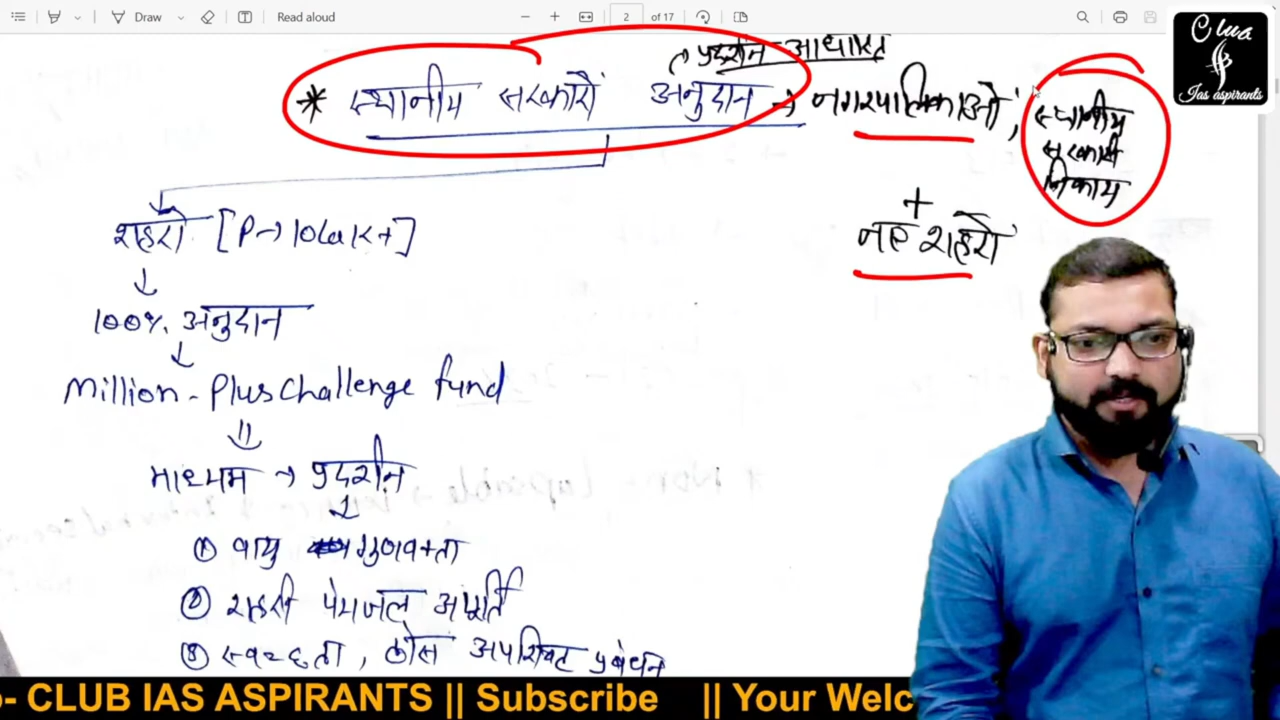 Draw
Read aloud
2 of 17
Clua
Ias aspirants
प्रदर्शन आधारित
* स्थानीय सरकारों अनुदान → नगरपालिकाओं, स्थानीय सरकारी निकाय
+
नए शहरों
शहरों [P→10lakh+]
100% अनुदान
Million-Plus Challenge fund
माध्यम → प्रदर्शन
① वायु गुणवत्ता
② शहरी पेयजल आपूर्ति
③ स्वच्छता, ठोस अपशिष्ट प्रबंधन
- CLUB IAS ASPIRANTS || Subscribe || Your Welc